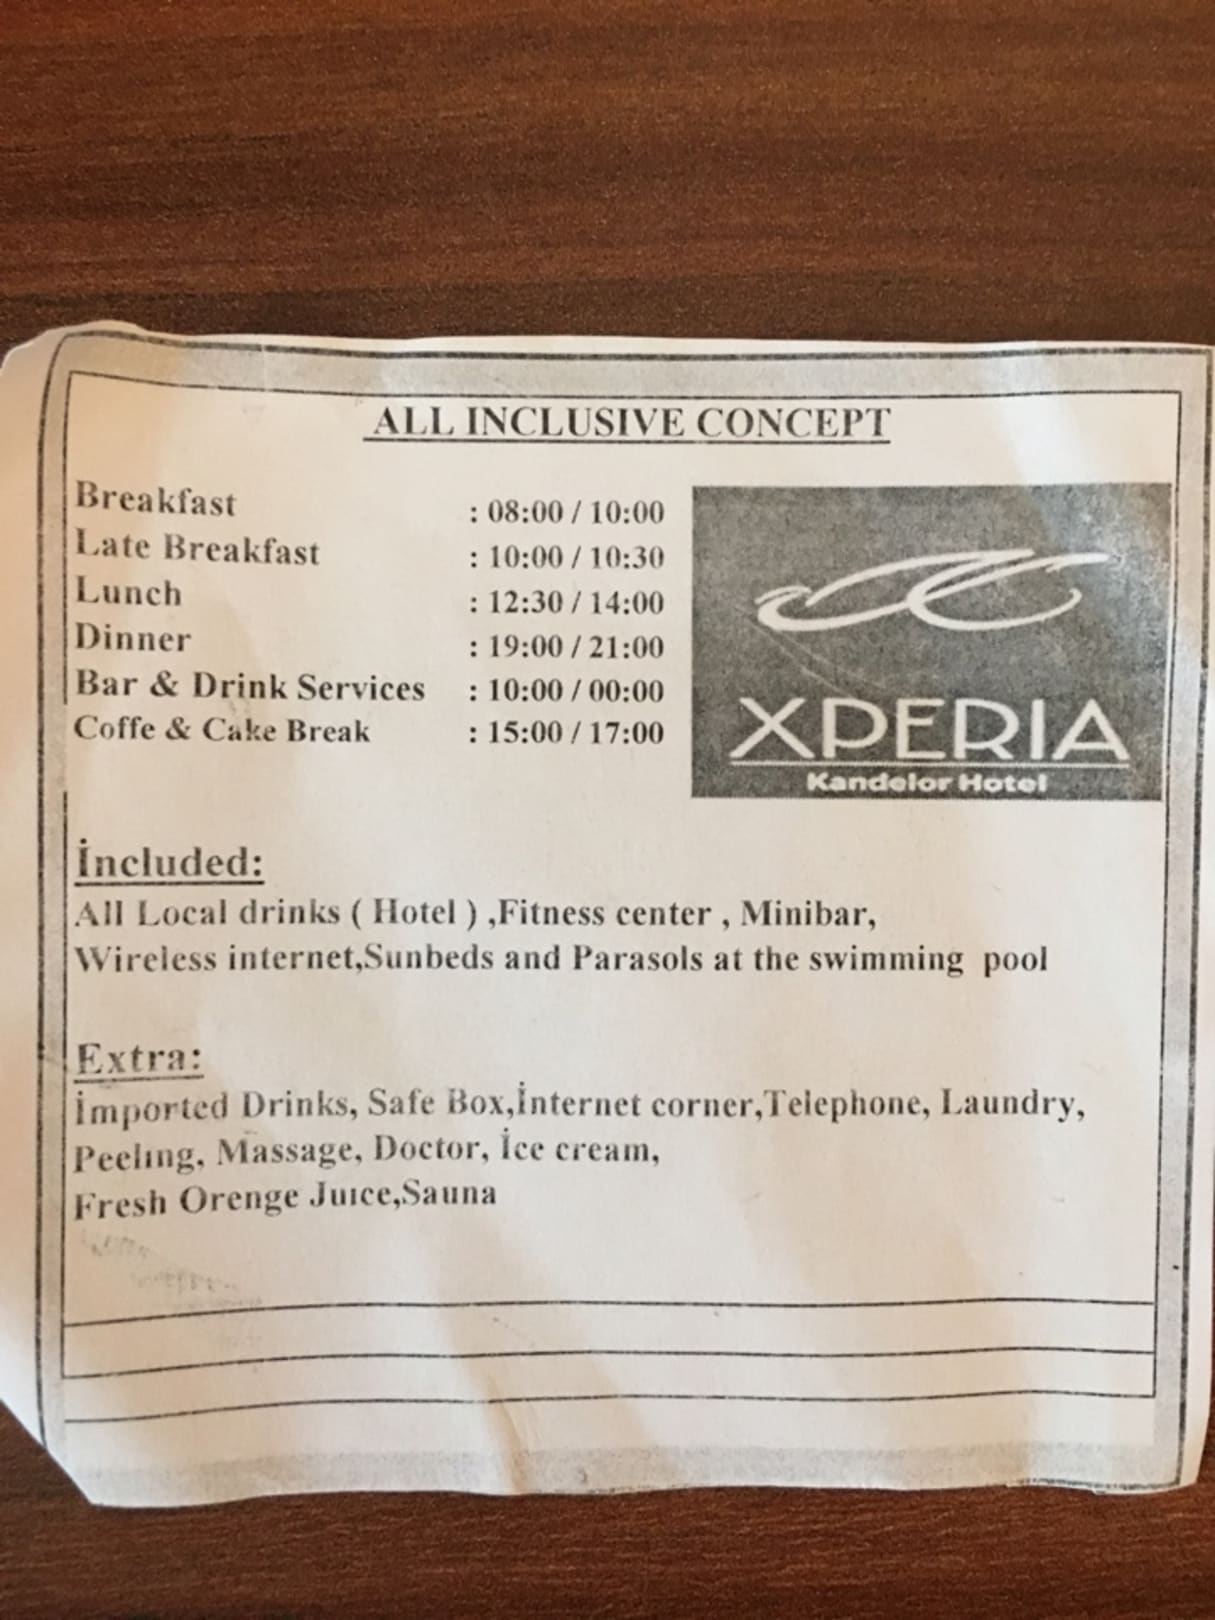 ALL INCLUSIVE CONCEPT
Breakfast : 08:00 / 10:00
Late Breakfast : 10:00 / 10:30
Lunch : 12:30 / 14:00
Dinner : 19:00 / 21:00
Bar & Drink Services : 10:00 / 00:00
Coffe & Cake Break : 15:00 / 17:00
XPERIA
Kandelor Hotel
İncluded:
All Local drinks ( Hotel ) ,Fitness center , Minibar,
Wireless internet,Sunbeds and Parasols at the swimming pool
Extra:
İmported Drinks, Safe Box,İnternet corner,Telephone, Laundry,
Peeling, Massage, Doctor, İce cream,
Fresh Orenge Juice,Sauna